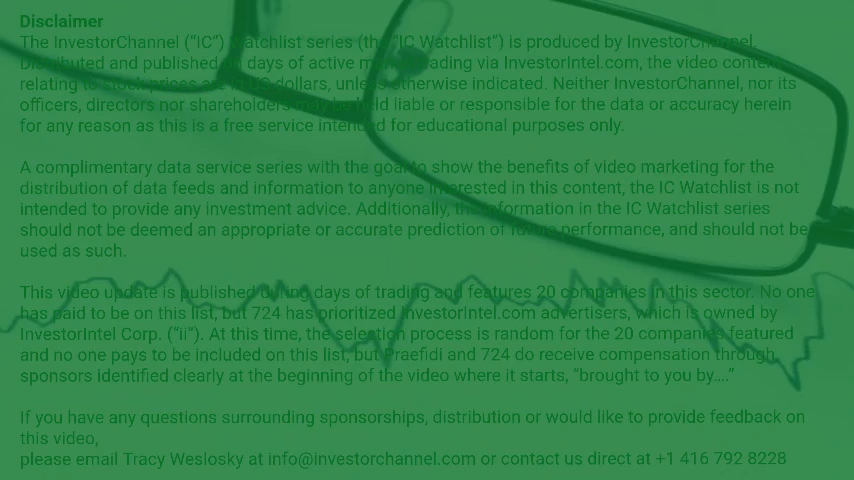 Disclaimer
The InvestorChannel (“IC”) Watchlist series (the “IC Watchlist”) is produced by InvestorChannel.
Distributed and published on days of active market trading via InvestorIntel.com, the video content
relating to stock prices are in US dollars, unless otherwise indicated. Neither InvestorChannel, nor its
officers, directors nor shareholders may be held liable or responsible for the data or accuracy herein
for any reason as this is a free service intended for educational purposes only.
A complimentary data service series with the goal to show the benefits of video marketing for the
distribution of data feeds and information to anyone interested in this content, the IC Watchlist is not
intended to provide any investment advice. Additionally, the information in the IC Watchlist series
should not be deemed an appropriate or accurate prediction of future performance, and should not be
used as such.
This video update is published during days of trading and features 20 companies in this sector. No one
has paid to be on this list, but 724 has prioritized InvestorIntel.com advertisers, which is owned by
InvestorIntel Corp. (“ii”). At this time, the selection process is random for the 20 companies featured
and no one pays to be included on this list, but Praefidi and 724 do receive compensation through
sponsors identified clearly at the beginning of the video where it starts, “brought to you by….”
If you have any questions surrounding sponsorships, distribution or would like to provide feedback on
this video,
please email Tracy Weslosky at info@investorchannel.com or contact us direct at +1 416 792 8228